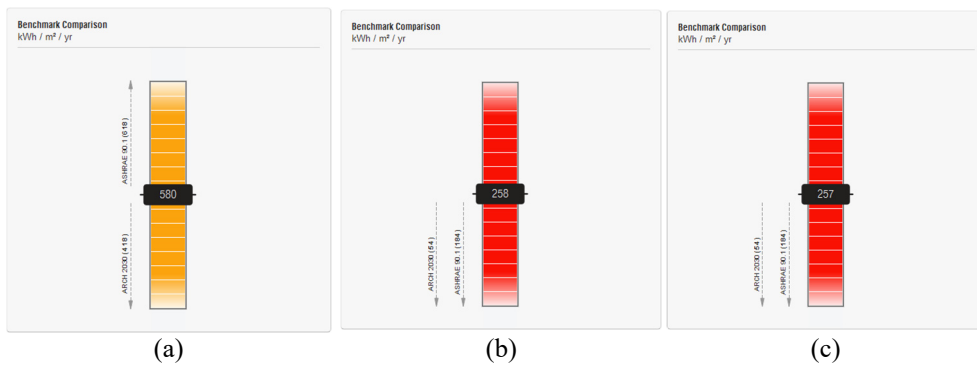 Benchmark Comparison
kWh / m² / yr
ASHRAE 90.1 (618)
580
ARCH 2030 (418)
(a)
Benchmark Comparison
kWh / m² / yr
258
ARCH 2030 (54)
ASHRAE 90.1 (184)
(b)
Benchmark Comparison
kWh / m² / yr
257
ARCH 2030 (54)
ASHRAE 90.1 (184)
(c)